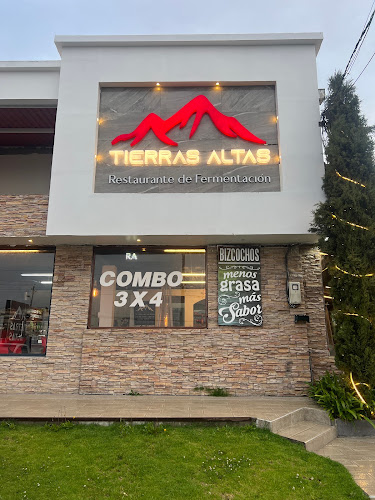 TIERRAS ALTAS
Restaurante de Fermentación
RA
COMBO
3X4
BIZCOCHOS
menos
grasa
más
Sabor